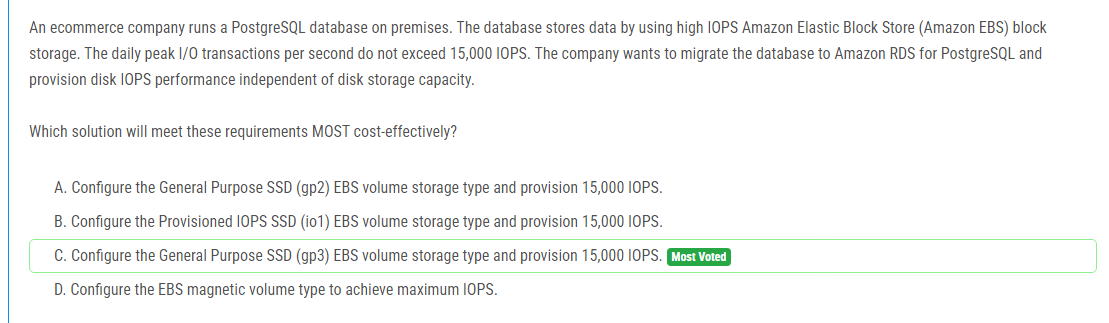 An ecommerce company runs a PostgreSQL database on premises. The database stores data by using high IOPS Amazon Elastic Block Store (Amazon EBS) block
storage. The daily peak I/O transactions per second do not exceed 15,000 IOPS. The company wants to migrate the database to Amazon RDS for PostgreSQL and
provision disk IOPS performance independent of disk storage capacity.
Which solution will meet these requirements MOST cost-effectively?
A. Configure the General Purpose SSD (gp2) EBS volume storage type and provision 15,000 IOPS.
B. Configure the Provisioned IOPS SSD (io1) EBS volume storage type and provision 15,000 IOPS.
C. Configure the General Purpose SSD (gp3) EBS volume storage type and provision 15,000 IOPS. Most Voted
D. Configure the EBS magnetic volume type to achieve maximum IOPS.